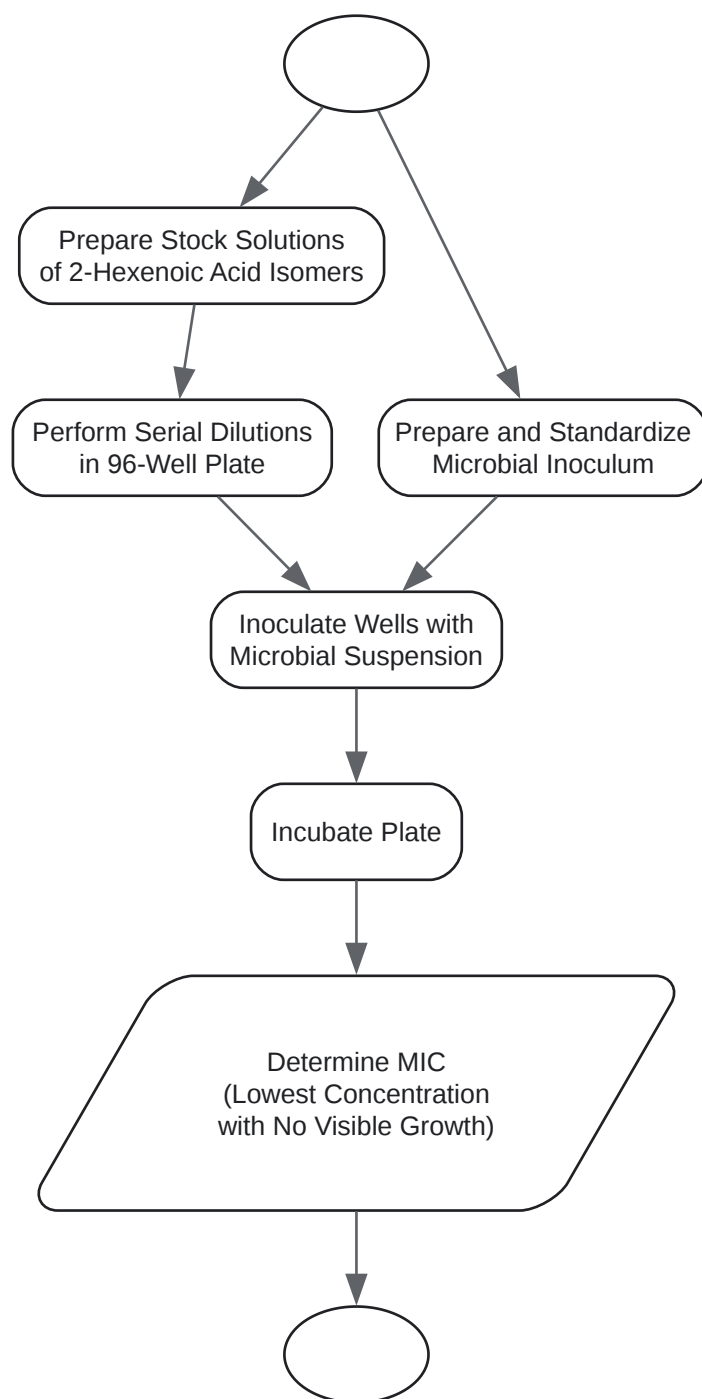 Prepare Stock Solutions
of 2-Hexenoic Acid Isomers
Perform Serial Dilutions
in 96-Well Plate
Prepare and Standardize
Microbial Inoculum
Inoculate Wells with
Microbial Suspension
Incubate Plate
Determine MIC
(Lowest Concentration
with No Visible Growth)